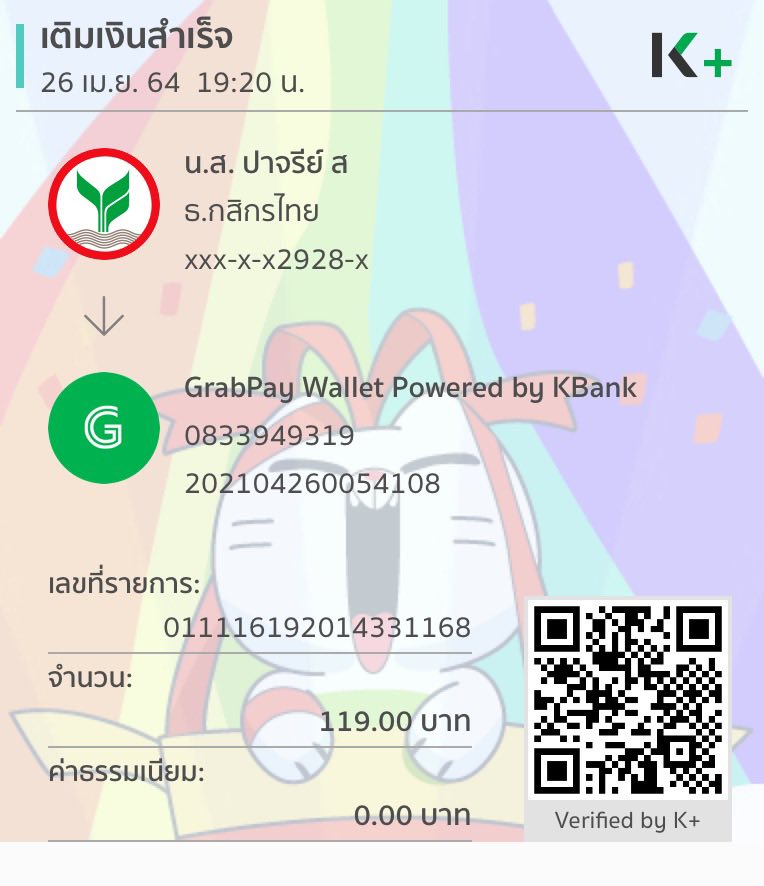 เติมเงินสำเร็จ
26 เม.ย. 64  19:20 น.
K+
น.ส. ปาจรีย์ ส
ธ.กสิกรไทย
xxx-x-x2928-x
G
GrabPay Wallet Powered by KBank
0833949319
202104260054108
เลขที่รายการ:
011116192014331168
จำนวน:
119.00 บาท
ค่าธรรมเนียม:
0.00 บาท
Verified by K+